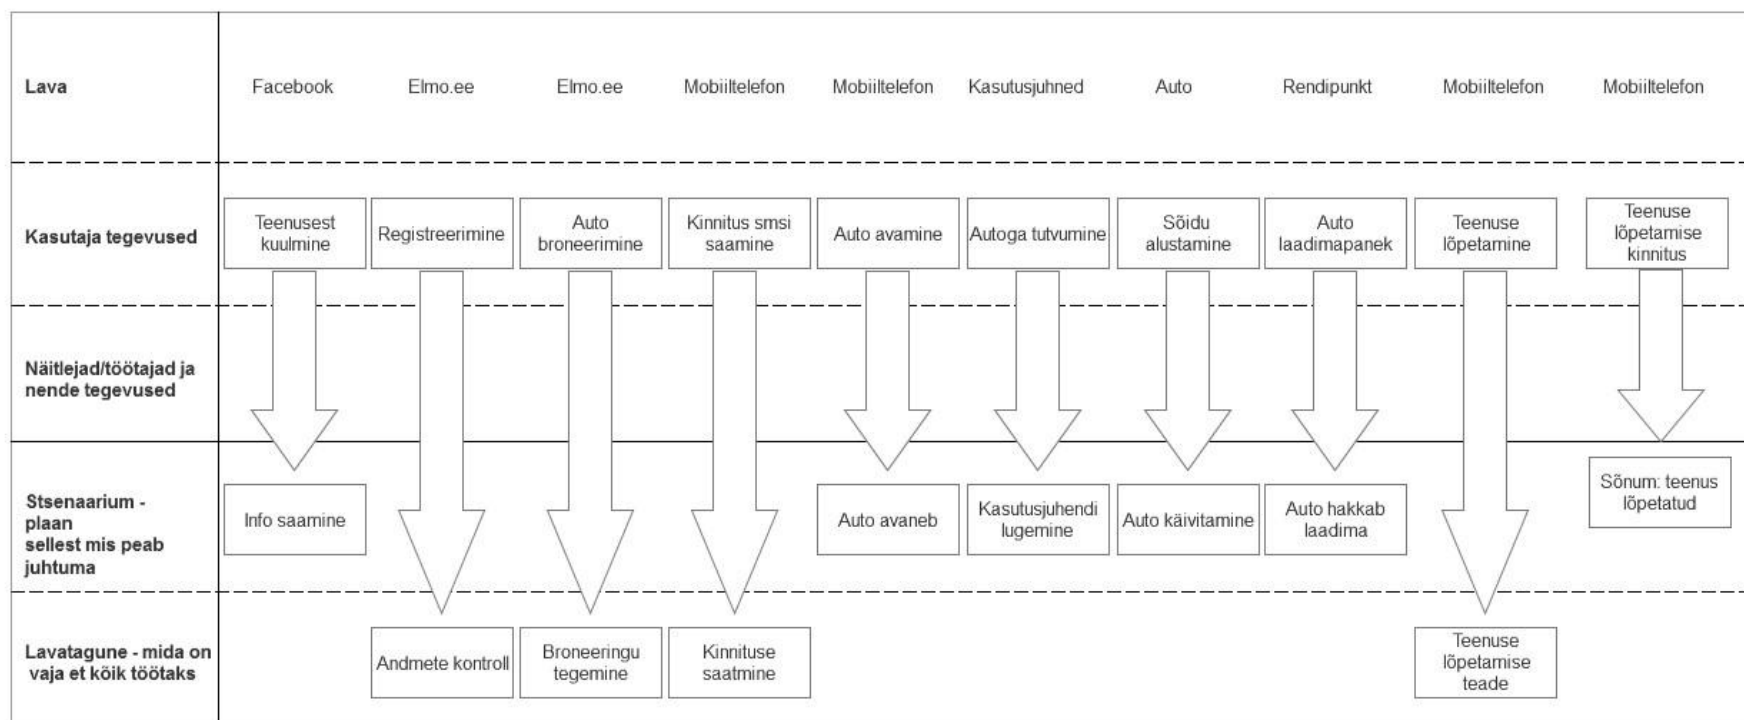 Lava
Facebook
Elmo.ee
Elmo.ee
Mobiiltelefon
Mobiiltelefon
Kasutusjuhned
Auto
Rendipunkt
Mobiiltelefon
Mobiiltelefon
Kasutaja tegevused
Teenusest
kuulmine
Registreerimine
Auto
broneerimine
Kinnitus smsi
saamine
Auto avamine
Autoga tutvumine
Sõidu
alustamine
Auto
laadimapanek
Teenuse
lõpetamine
Teenuse
lõpetamise
kinnitus
Näitlejad/töötajad ja
nende tegevused
Stsenaarium -
plaan
sellest mis peab
juhtuma
Info saamine
Auto avaneb
Kasutusjuhendi
lugemine
Auto käivitamine
Auto hakkab
laadima
Sõnum: teenus
lõpetatud
Lavatagune - mida on
vaja et kõik töötaks
Andmete kontroll
Broneeringu
tegemine
Kinnituse
saatmine
Teenuse
lõpetamise
teade